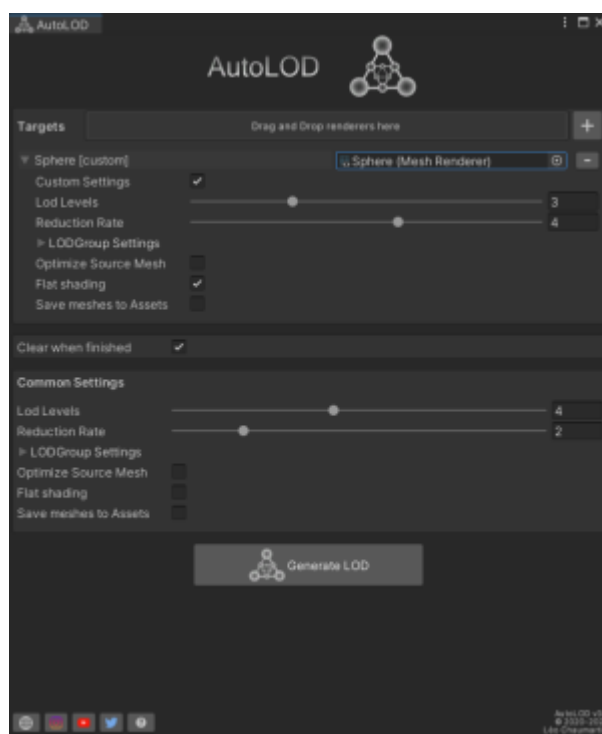 AutoLOD
AutoLOD
Targets
Drag and Drop renderers here
+
Sphere [custom]
Sphere (Mesh Renderer)
Custom Settings
Lod Levels 3
Reduction Rate 4
LODGroup Settings
Optimize Source Mesh
Flat shading
Save meshes to Assets
Clear when finished
Common Settings
Lod Levels 4
Reduction Rate 2
LODGroup Settings
Optimize Source Mesh
Flat shading
Save meshes to Assets
Generate LOD
AutoLOD